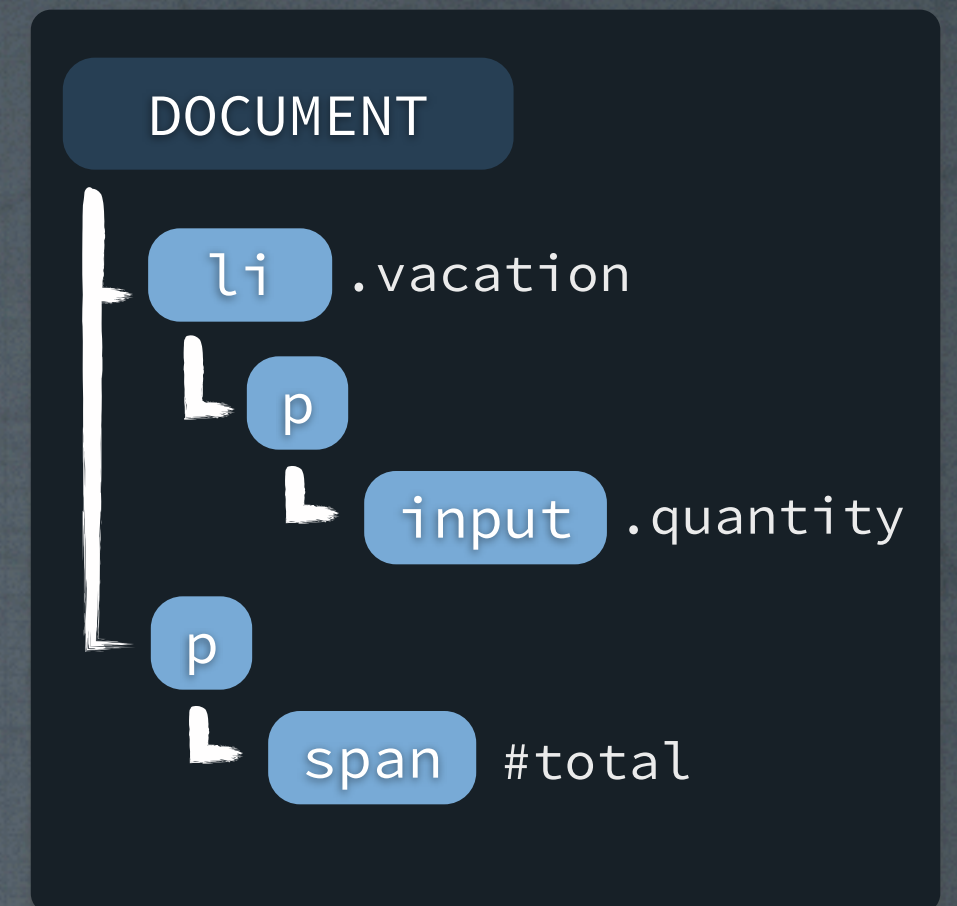 DOCUMENT
li .vacation
p
input .quantity
p
span #total